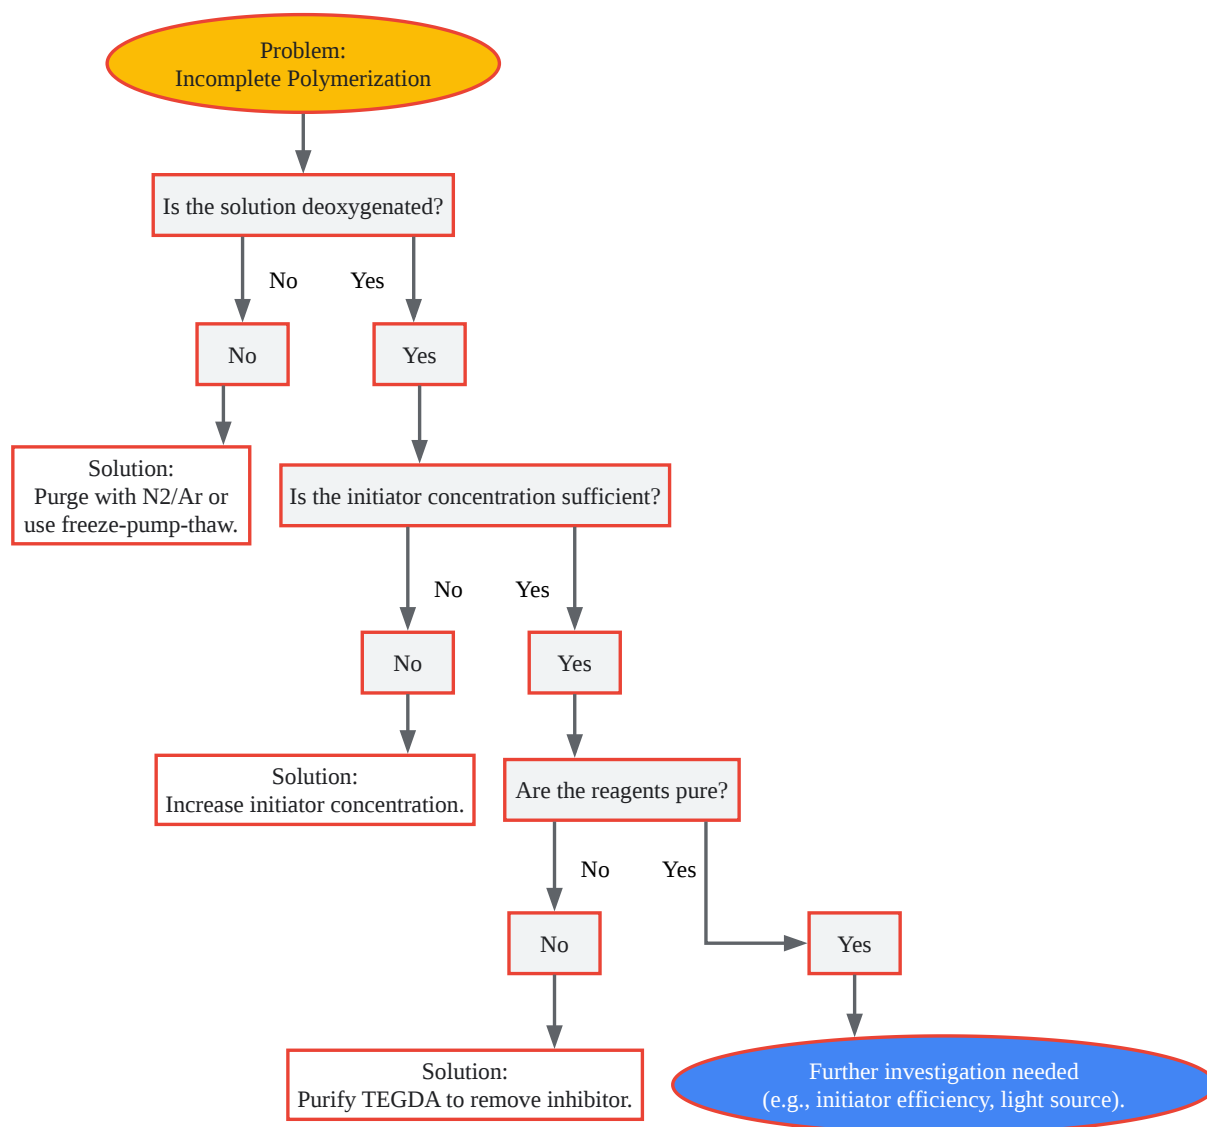 Problem:
Incomplete Polymerization
Is the solution deoxygenated?
No
Yes
No
Yes
Solution:
Purge with N2/Ar or
use freeze-pump-thaw.
Is the initiator concentration sufficient?
No
Yes
No
Yes
Solution:
Increase initiator concentration.
Are the reagents pure?
No
Yes
No
Yes
Solution:
Purify TEGDA to remove inhibitor.
Further investigation needed
(e.g., initiator efficiency, light source).